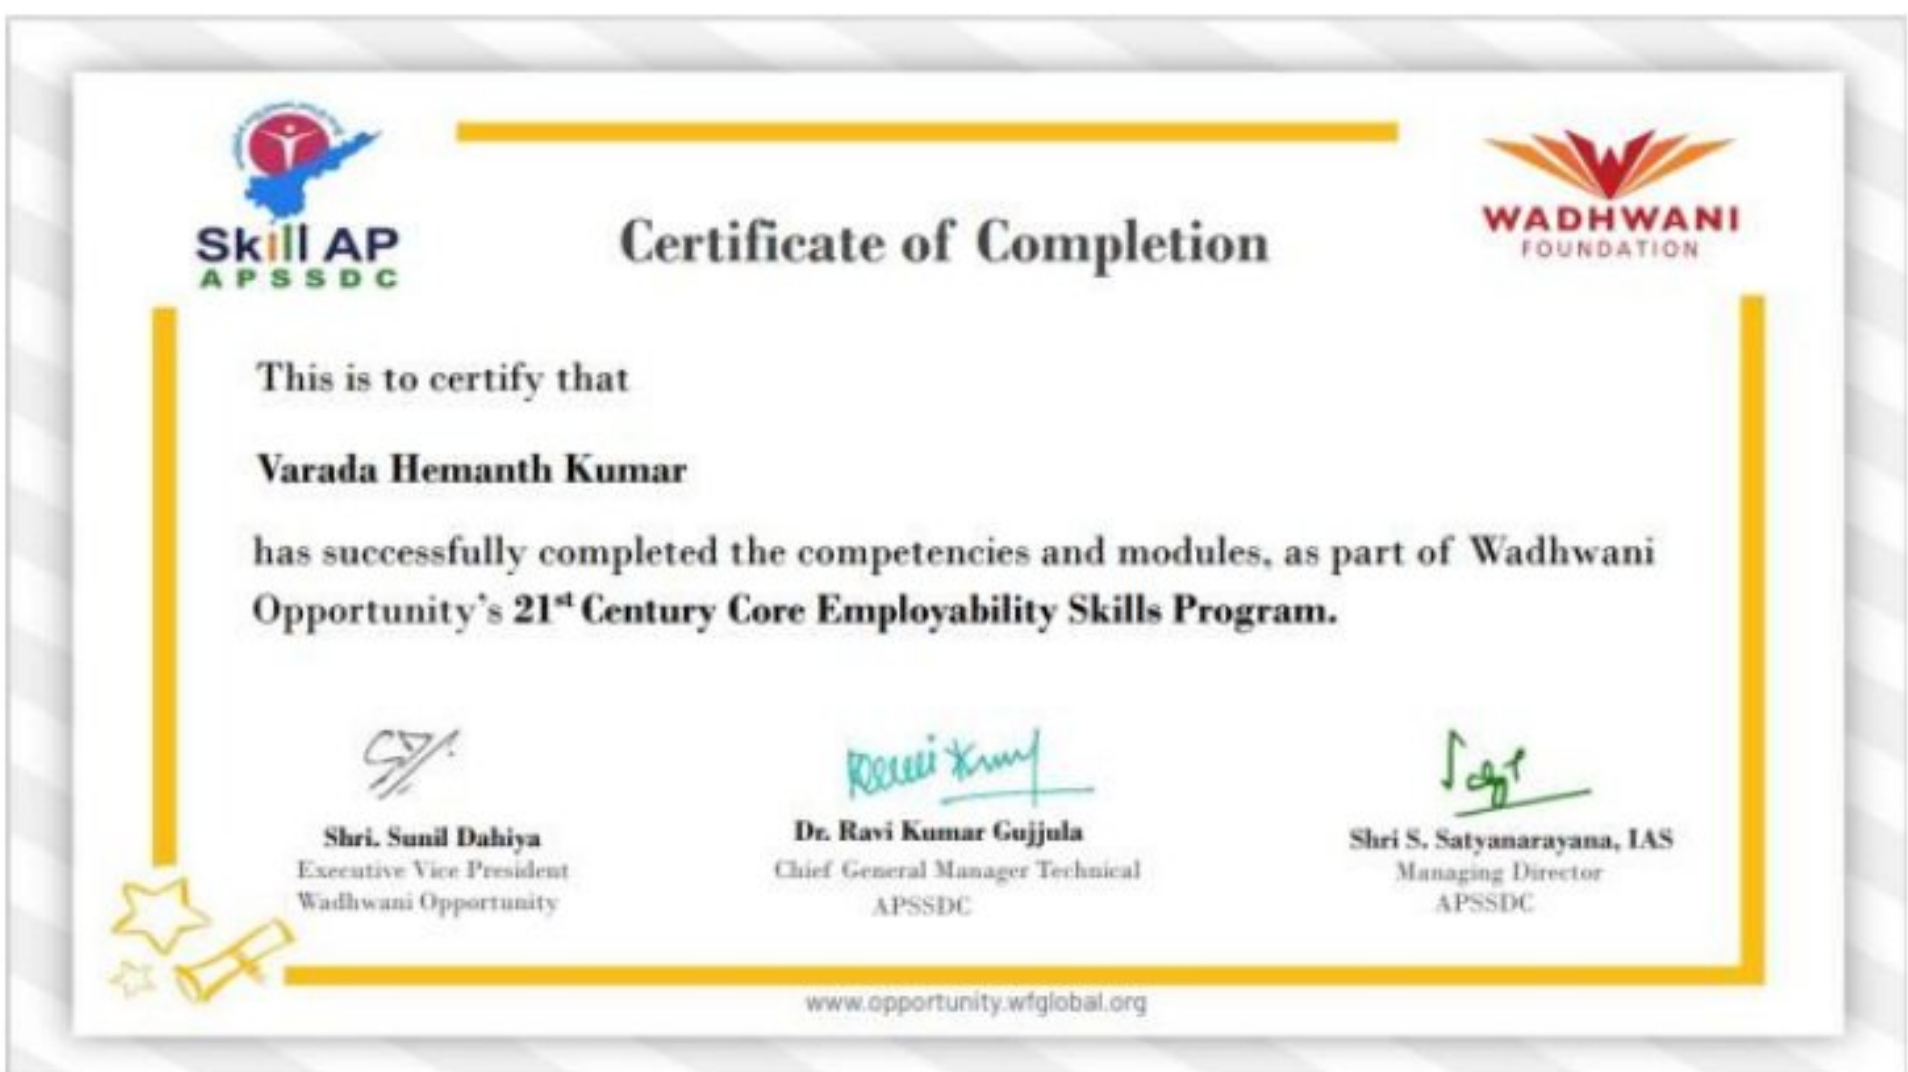 Skill AP
APSSDC
WADHWANI
FOUNDATION
Certificate of Completion
This is to certify that
Varada Hemanth Kumar
has successfully completed the competencies and modules, as part of Wadhwani
Opportunity's 21st Century Core Employability Skills Program.
Shri. Sunil Dahiya
Executive Vice President
Wadhwani Opportunity
Dr. Ravi Kumar Gujjula
Chief General Manager Technical
APSSDC
Shri S. Satyanarayana, IAS
Managing Director
APSSDC
www.opportunity.wfglobal.org